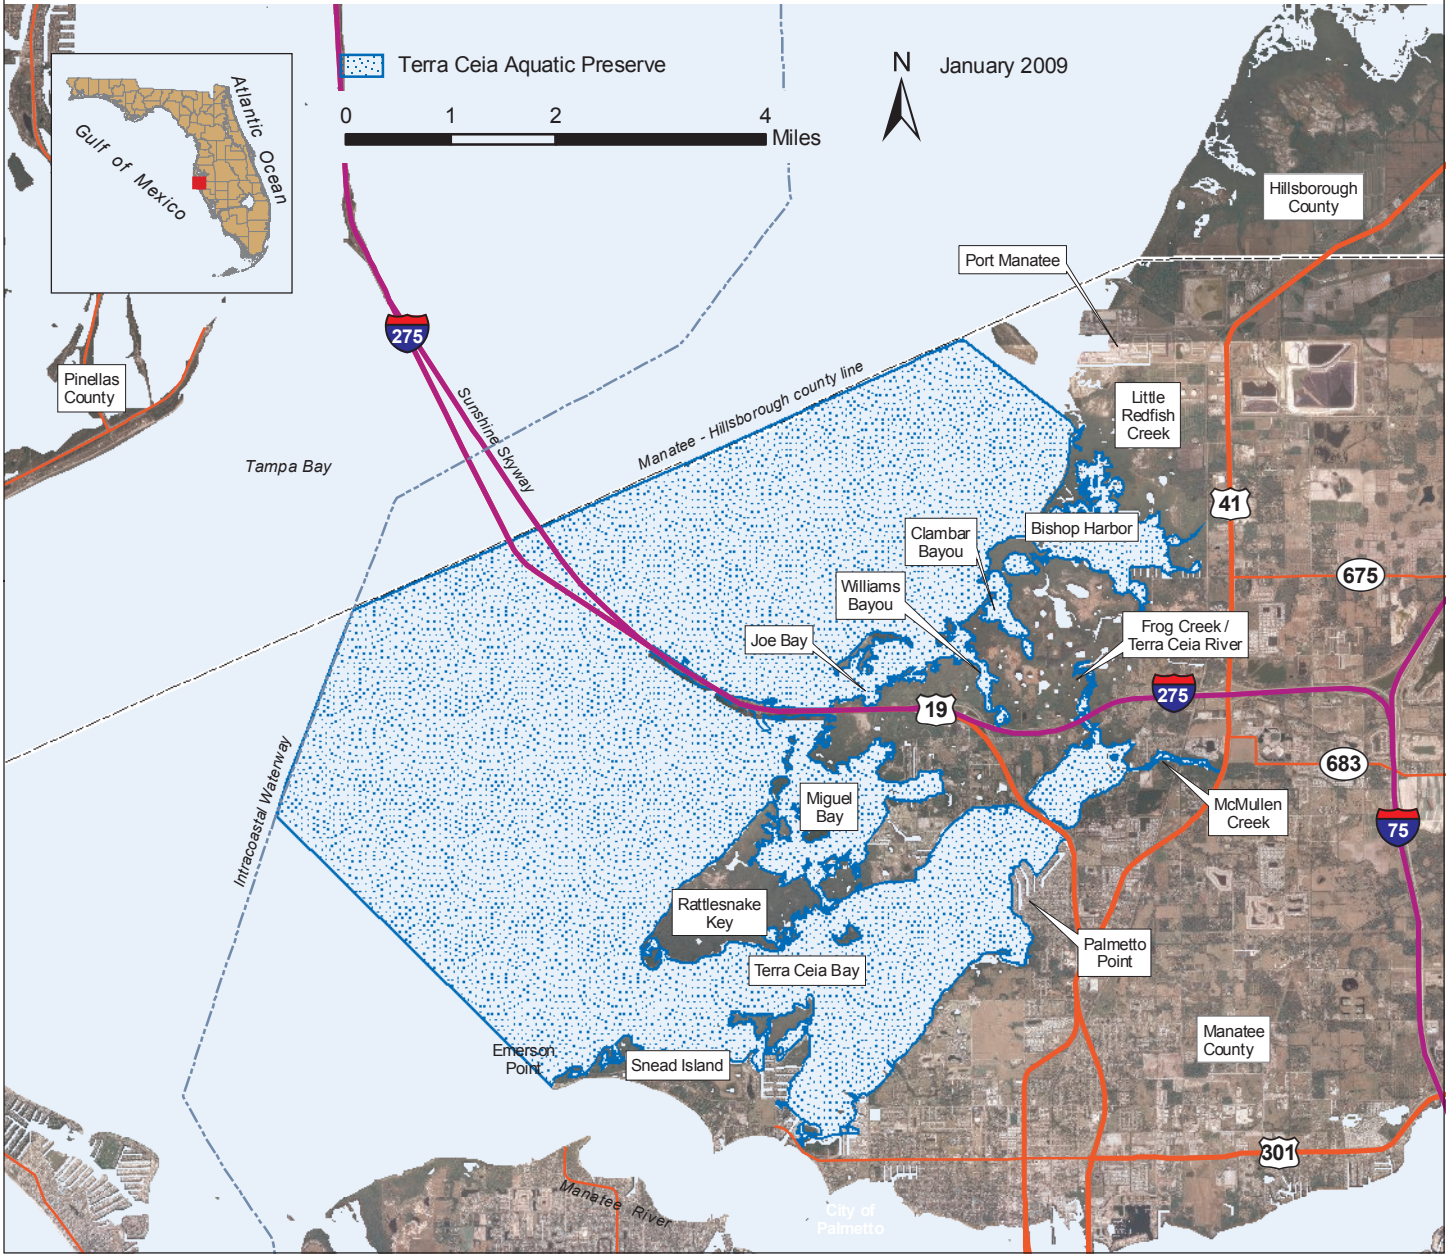 Terra Ceia Aquatic Preserve
N
January 2009
0
1
2
4
Miles
Atlantic Ocean
Gulf of Mexico
Hillsborough
County
Port Manatee
275
Pinellas
County
Sunshine Skyway
Manatee - Hillsborough county line
Little
Redfish
Creek
Tampa Bay
41
Bishop Harbor
Clambar
Bayou
675
Williams
Bayou
Joe Bay
Frog Creek /
Terra Ceia River
275
19
683
Intracoastal Waterway
Miguel
Bay
McMullen
Creek
75
Rattlesnake
Key
Palmetto
Point
Terra Ceia Bay
Manatee
County
Emerson
Point
Snead Island
301
Manatee River
City of
Palmetto